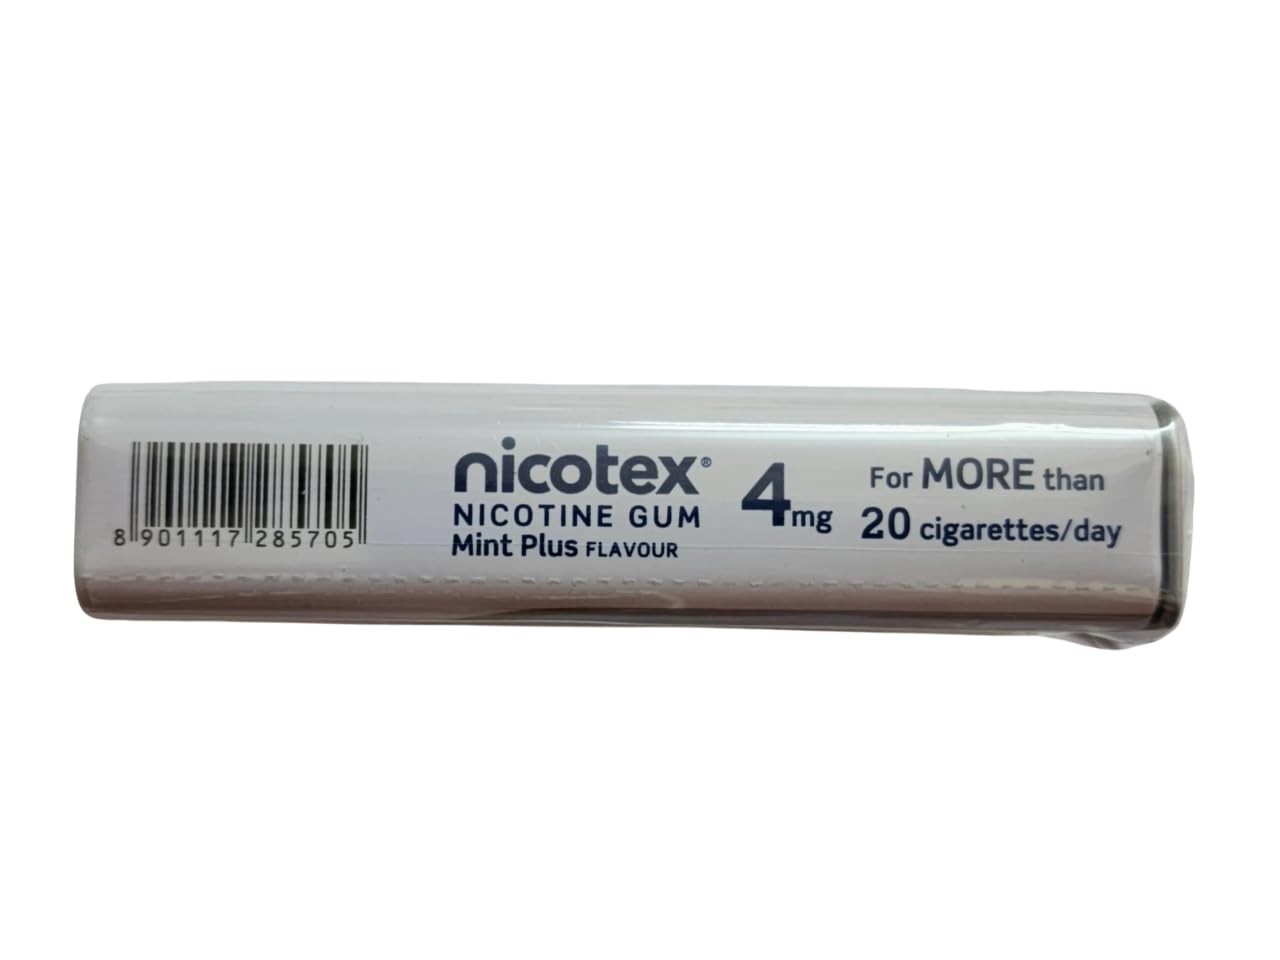 8 901117 285705
nicotex®
NICOTINE GUM
Mint Plus FLAVOUR
4mg
For MORE than
20 cigarettes/day